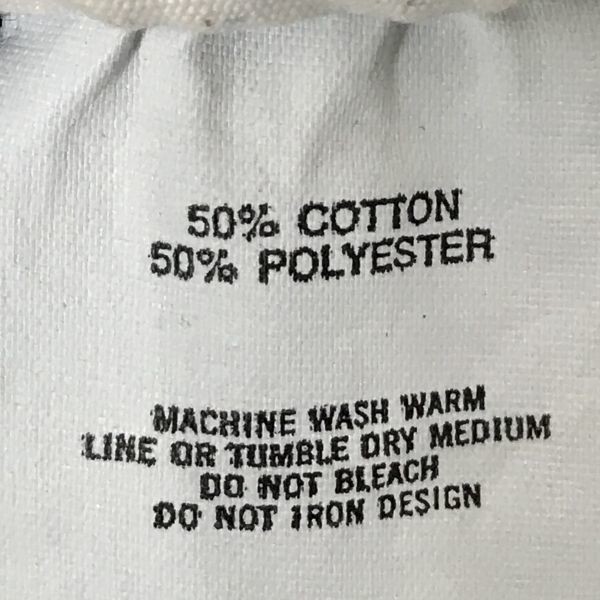 50% COTTON
50% POLYESTER
MACHINE WASH WARM
LINE OR TUMBLE DRY MEDIUM
DO NOT BLEACH
DO NOT IRON DESIGN